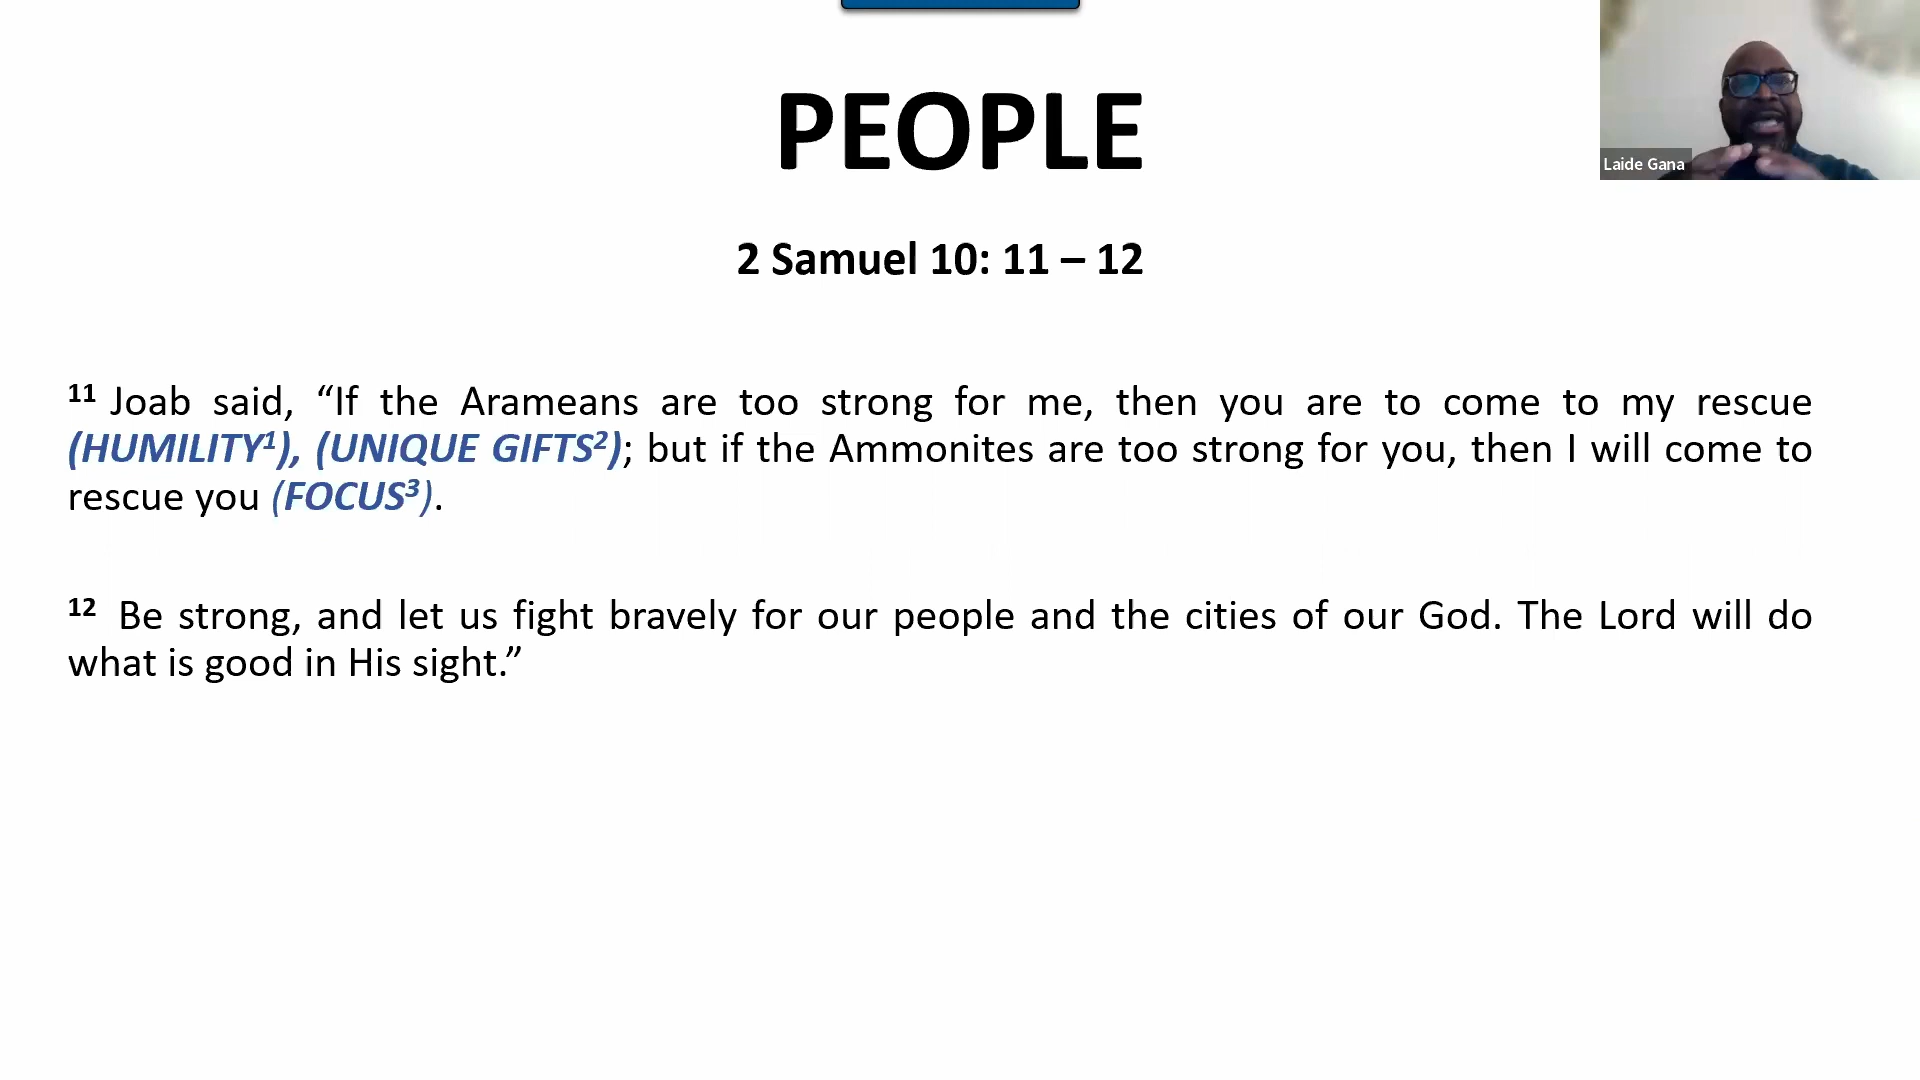 PEOPLE
Laide Gana
2 Samuel 10: 11 – 12
11 Joab said, “If the Arameans are too strong for me, then you are to come to my rescue
(HUMILITY¹), (UNIQUE GIFTS²); but if the Ammonites are too strong for you, then I will come to
rescue you (FOCUS³).
12 Be strong, and let us fight bravely for our people and the cities of our God. The Lord will do
what is good in His sight.”